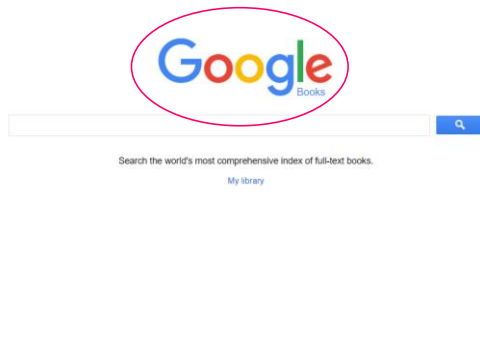 Google
Books
Search the world's most comprehensive index of full-text books.
My library